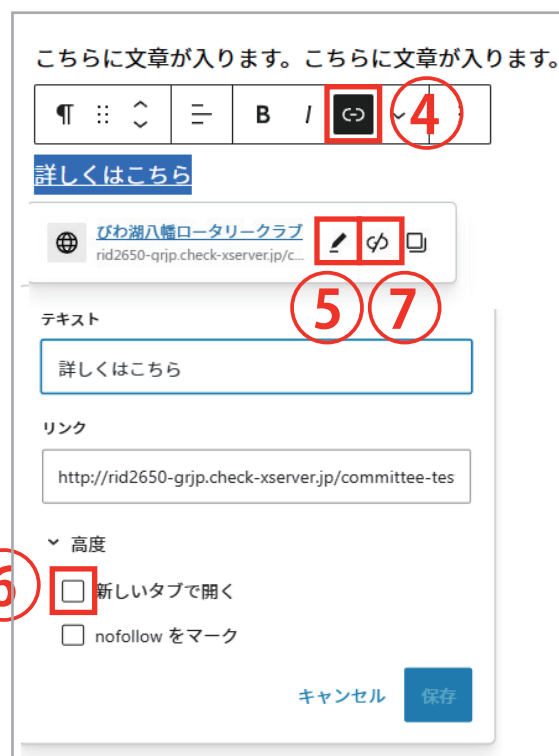 こちらに文章が入ります。こちらに文章が入ります。
B I ④
詳しくはこちら
びわ湖八幡ロータリークラブ
rid2650-qrjp.check-xserver.jp/c...
⑤ ⑦
テキスト
詳しくはこちら
リンク
http://rid2650-grjp.check-xserver.jp/committee-tes
高度
⑥ 新しいタブで開く
nofollow をマーク
キャンセル 保存